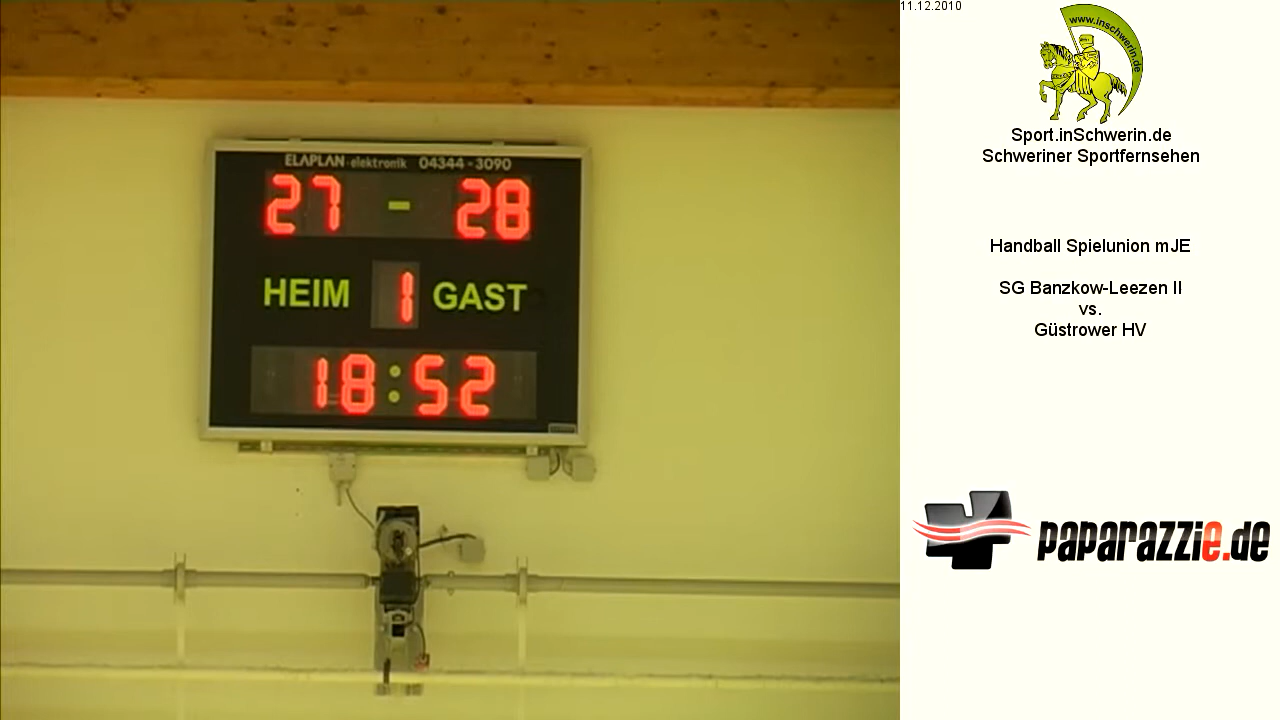 11.12.2010
www.inschwerin.de
Sport.inSchwerin.de
Schweriner Sportfernsehen
ELAPLAN-elektronik 04344-3090
27 - 28
HEIM 1 GAST
18:52
Handball Spielunion mJE
SG Banzkow-Leezen II
vs.
Güstrower HV
paparazzie.de